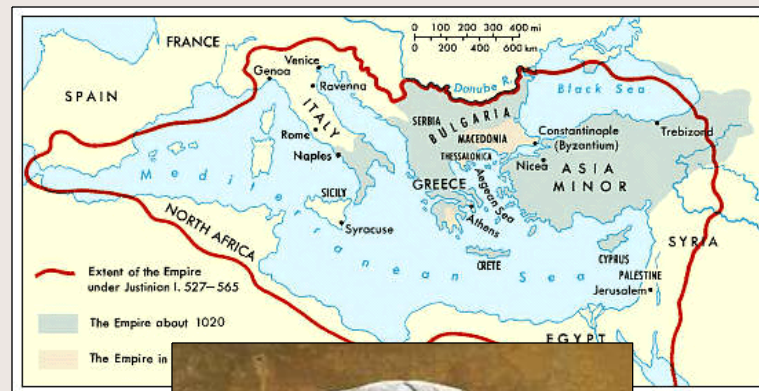 0 200 400 mi
0 200 400 600 km
FRANCE
Venice
Genoa
Ravenna
Danube R.
Black Sea
SPAIN
ITALY
SERBIA
BULGARIA
Rome
MACEDONIA
Constantinople
(Byzantium)
Trebizond
Naples
THESSALONICA
Nicea
ASIA
MINOR
Mediterranean Sea
SICILY
GREECE
Aegean Sea
NORTH AFRICA
Syracuse
Athens
SYRIA
CRETE
CYPRUS
PALESTINE
Jerusalem
EGYPT
Extent of the Empire
under Justinion I. 527–565
The Empire about 1020
The Empire in